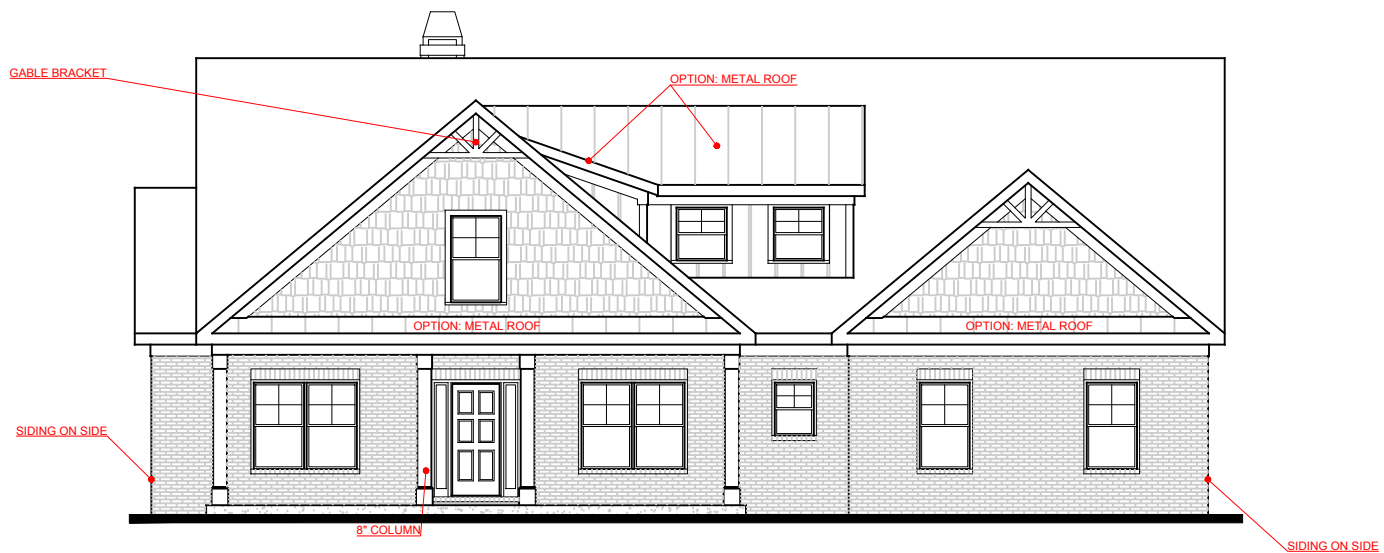 GABLE BRACKET
OPTION: METAL ROOF
OPTION: METAL ROOF
OPTION: METAL ROOF
SIDING ON SIDE
8" COLUMN
SIDING ON SIDE